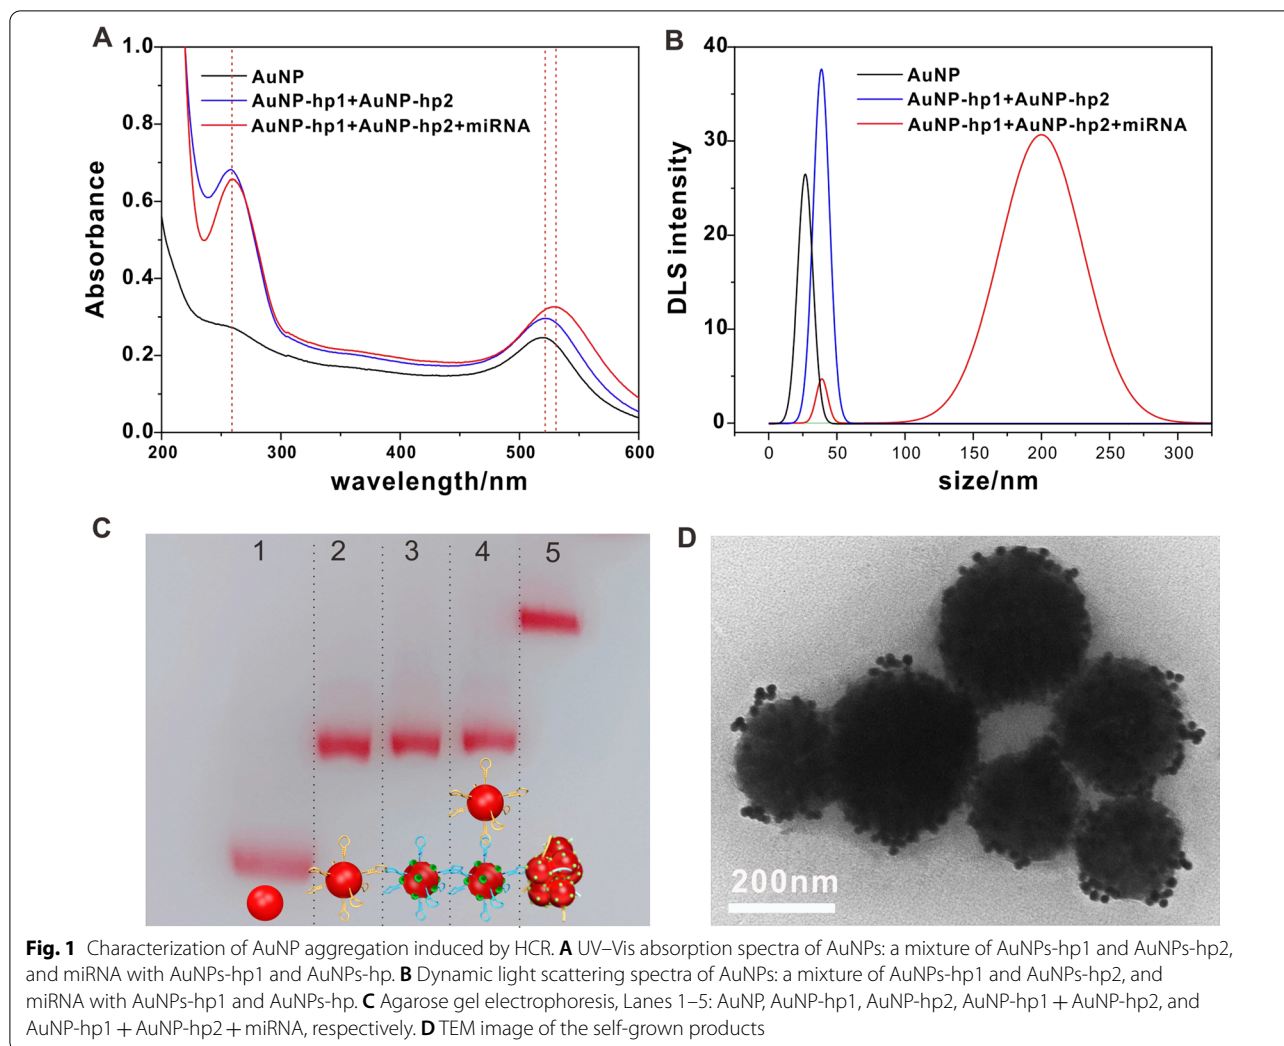 A
1.0
0.8
0.6
0.4
0.2
0.0
Absorbance
AuNP
AuNP-hp1+AuNP-hp2
AuNP-hp1+AuNP-hp2+miRNA
200
300
400
500
600
wavelength/nm
B
40
30
20
10
0
DLS intensity
AuNP
AuNP-hp1+AuNP-hp2
AuNP-hp1+AuNP-hp2+miRNA
0
50
100
150
200
250
300
size/nm
C
1 2 3 4 5
D
200nm
Fig. 1 Characterization of AuNP aggregation induced by HCR. A UV–Vis absorption spectra of AuNPs: a mixture of AuNPs-hp1 and AuNPs-hp2,
and miRNA with AuNPs-hp1 and AuNPs-hp. B Dynamic light scattering spectra of AuNPs: a mixture of AuNPs-hp1 and AuNPs-hp2, and
miRNA with AuNPs-hp1 and AuNPs-hp. C Agarose gel electrophoresis, Lanes 1–5: AuNP, AuNP-hp1, AuNP-hp2, AuNP-hp1 + AuNP-hp2, and
AuNP-hp1 + AuNP-hp2 + miRNA, respectively. D TEM image of the self-grown products